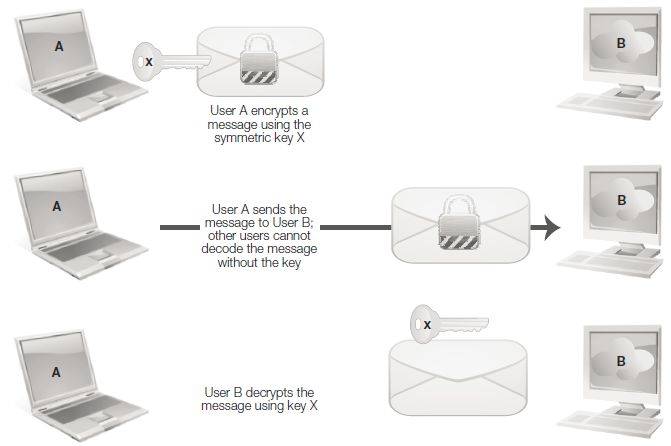 A
X
B
User A encrypts a
message using the
symmetric key X
A
User A sends the
message to User B;
other users cannot
decode the message
without the key
B
X
A
User B decrypts the
message using key X
B